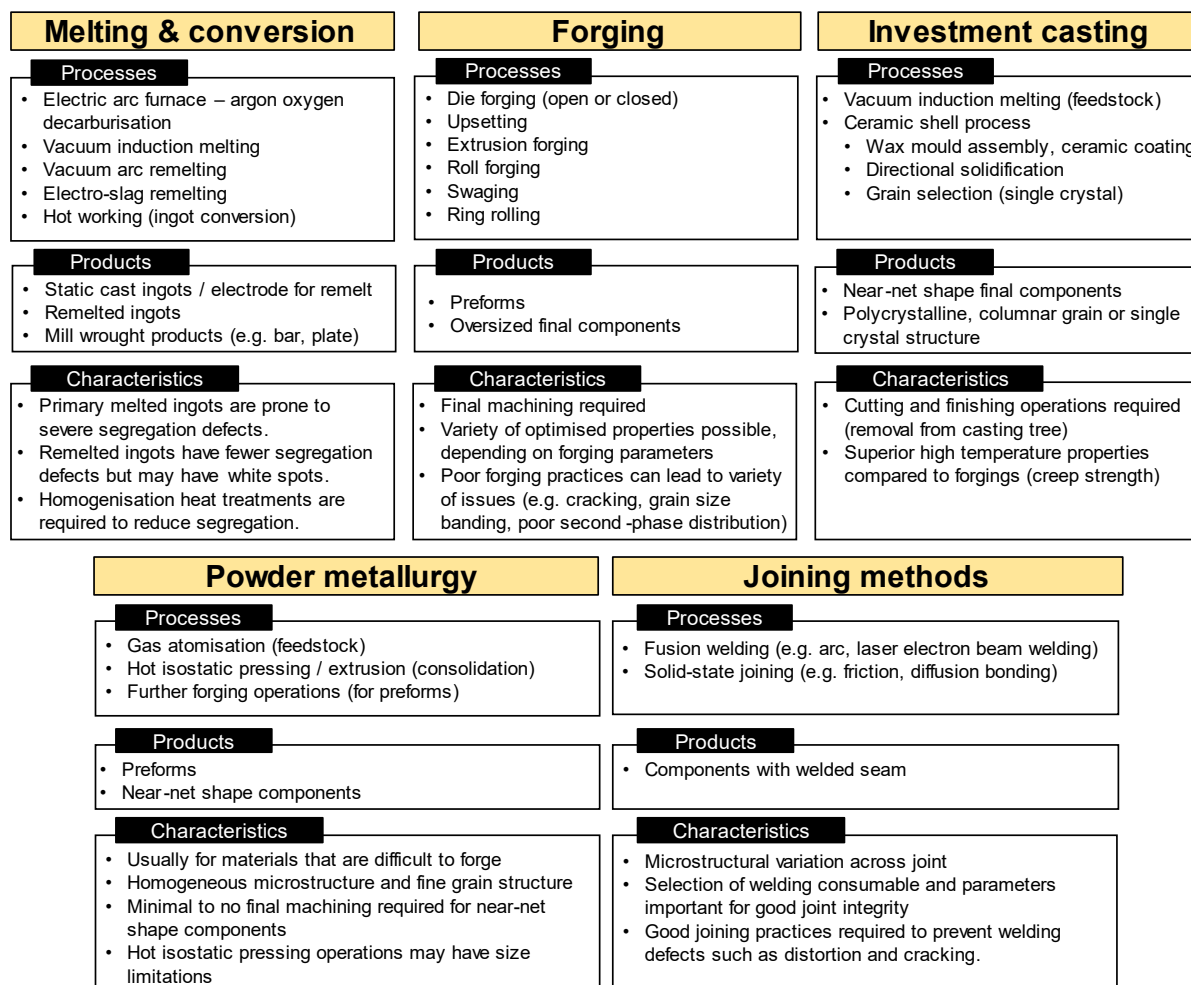 Melting & conversion
Processes
• Electric arc furnace – argon oxygen
decarburisation
• Vacuum induction melting
• Vacuum arc remelting
• Electro-slag remelting
• Hot working (ingot conversion)
Products
• Static cast ingots / electrode for remelt
• Remelted ingots
• Mill wrought products (e.g. bar, plate)
Characteristics
• Primary melted ingots are prone to
severe segregation defects.
• Remelted ingots have fewer segregation
defects but may have white spots.
• Homogenisation heat treatments are
required to reduce segregation.
Forging
Processes
• Die forging (open or closed)
• Upsetting
• Extrusion forging
• Roll forging
• Swaging
• Ring rolling
Products
• Preforms
• Oversized final components
Characteristics
• Final machining required
• Variety of optimised properties possible,
depending on forging parameters
• Poor forging practices can lead to variety
of issues (e.g. cracking, grain size
banding, poor second -phase distribution)
Investment casting
Processes
• Vacuum induction melting (feedstock)
• Ceramic shell process
• Wax mould assembly, ceramic coating
• Directional solidification
• Grain selection (single crystal)
Products
• Near-net shape final components
• Polycrystalline, columnar grain or single
crystal structure
Characteristics
• Cutting and finishing operations required
(removal from casting tree)
• Superior high temperature properties
compared to forgings (creep strength)
Powder metallurgy
Processes
• Gas atomisation (feedstock)
• Hot isostatic pressing / extrusion (consolidation)
• Further forging operations (for preforms)
Products
• Preforms
• Near-net shape components
Characteristics
• Usually for materials that are difficult to forge
• Homogeneous microstructure and fine grain structure
• Minimal to no final machining required for near-net
shape components
• Hot isostatic pressing operations may have size
limitations
Joining methods
Processes
• Fusion welding (e.g. arc, laser electron beam welding)
• Solid-state joining (e.g. friction, diffusion bonding)
Products
• Components with welded seam
Characteristics
• Microstructural variation across joint
• Selection of welding consumable and parameters
important for good joint integrity
• Good joining practices required to prevent welding
defects such as distortion and cracking.